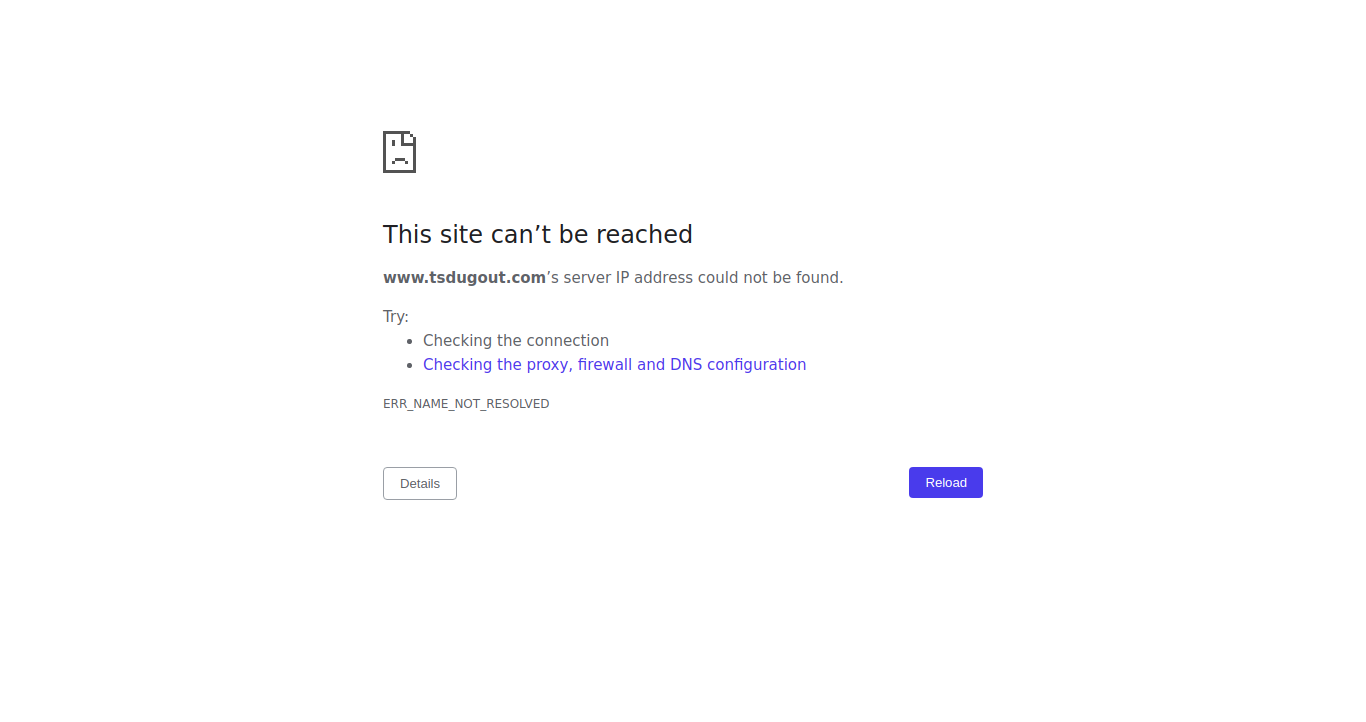 This site can’t be reached
www.tsdugout.com’s server IP address could not be found.
Try:
Checking the connection
Checking the proxy, firewall and DNS configuration
ERR_NAME_NOT_RESOLVED
Details
Reload